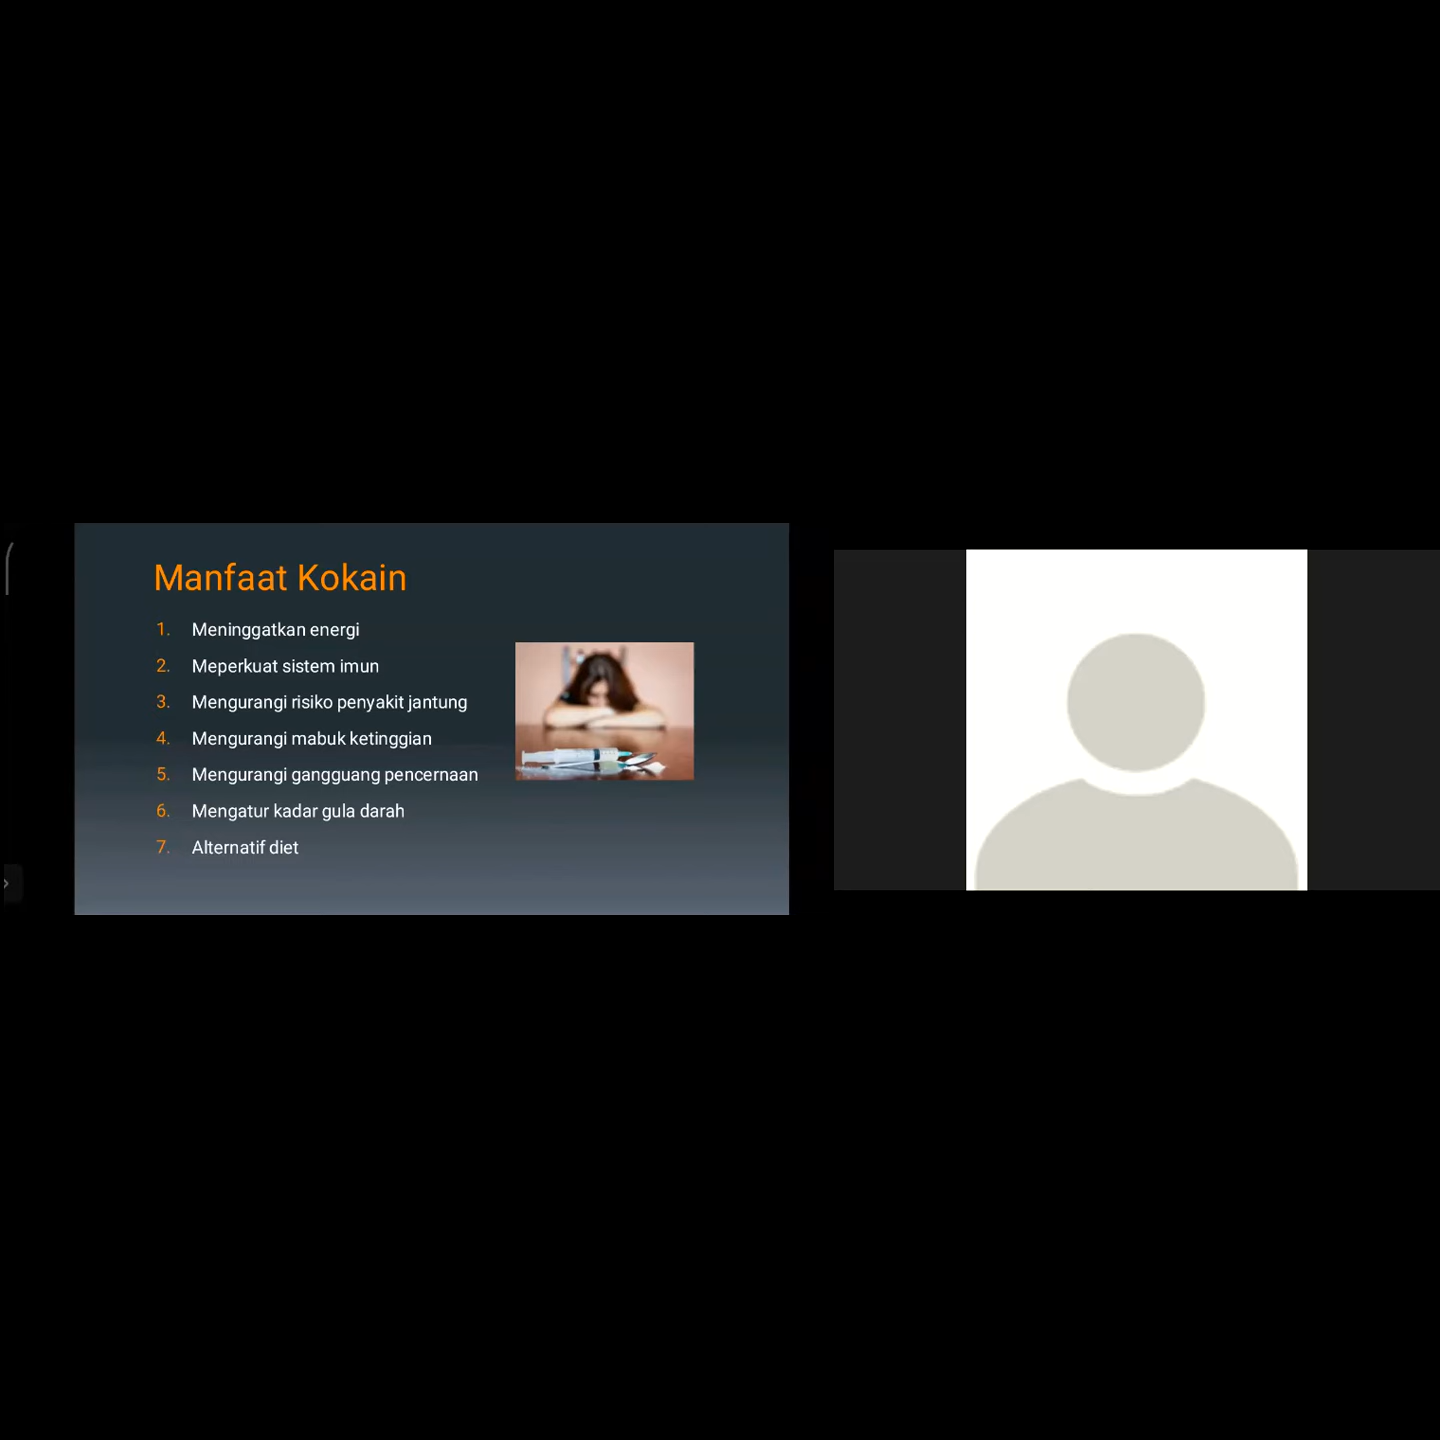 Manfaat Kokain
1. Meninggatkan energi
2. Meperkuat sistem imun
3. Mengurangi risiko penyakit jantung
4. Mengurangi mabuk ketinggian
5. Mengurangi gangguang pencernaan
6. Mengatur kadar gula darah
7. Alternatif diet